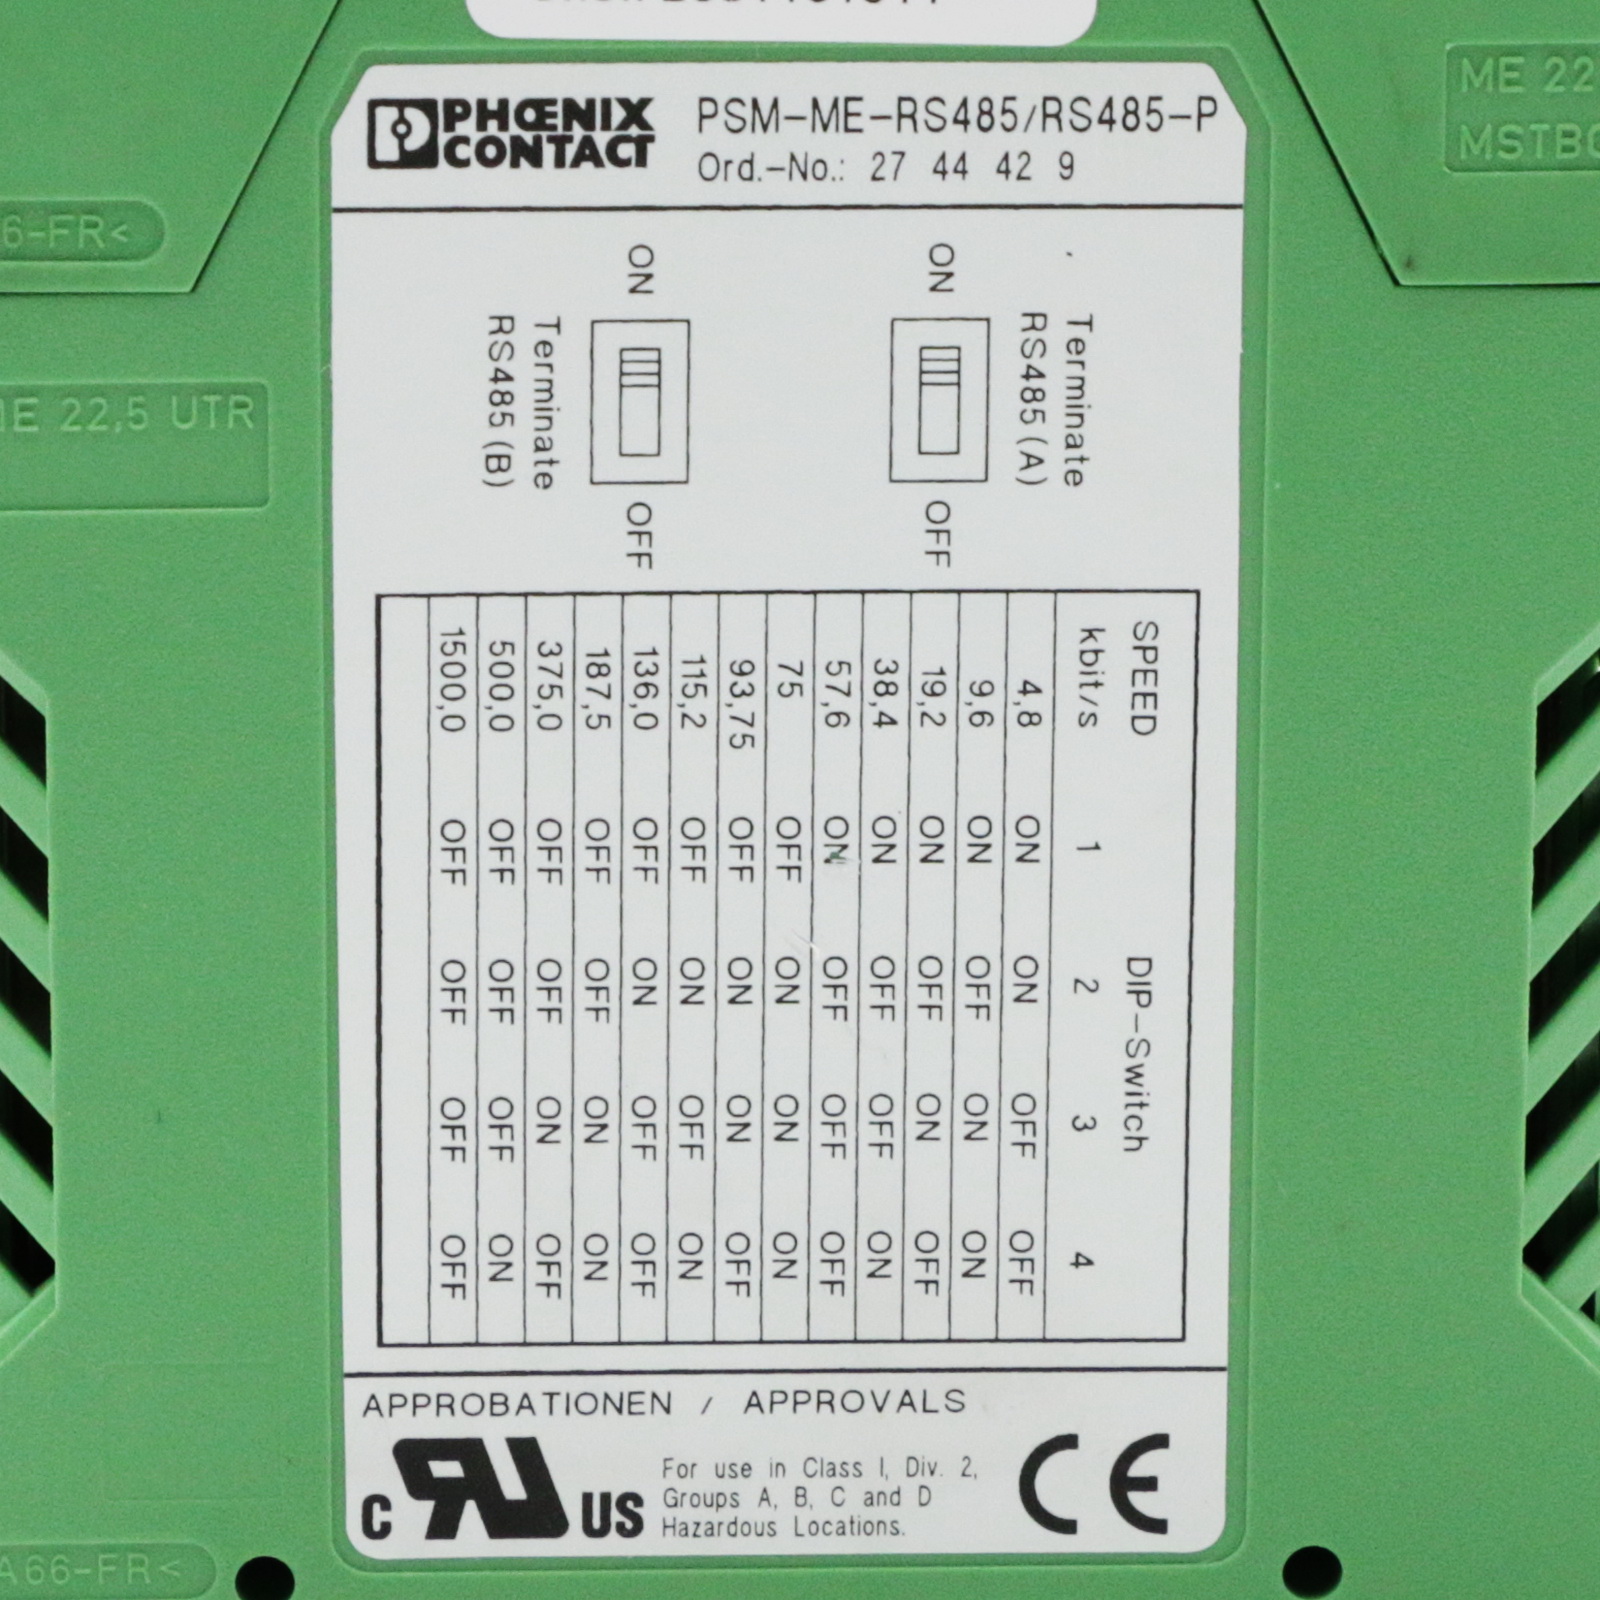 PHŒNIX
CONTACT
PSM-ME-RS485/RS485-P
Ord.-No.: 27 44 42 9
ME 22
6-FR<
ME 22,5 UTR
Terminate
RS485 (A)
ON OFF
Terminate
RS485 (B)
ON OFF
SPEED DIP-Switch
kbit/s 1 2 3 4
4,8 ON ON OFF OFF
9,6 ON OFF ON ON
19,2 ON OFF ON OFF
38,4 ON OFF OFF ON
57,6 ON OFF OFF OFF
75 OFF ON ON ON
93,75 OFF ON ON OFF
115,2 OFF ON OFF ON
136,0 OFF ON OFF OFF
187,5 OFF OFF ON ON
375,0 OFF OFF ON OFF
500,0 OFF OFF OFF ON
1500,0 OFF OFF OFF OFF
APPROBATIONEN / APPROVALS
C RU US
For use in Class I, Div. 2,
Groups A, B, C and D
Hazardous Locations.
CE
A66-FR<